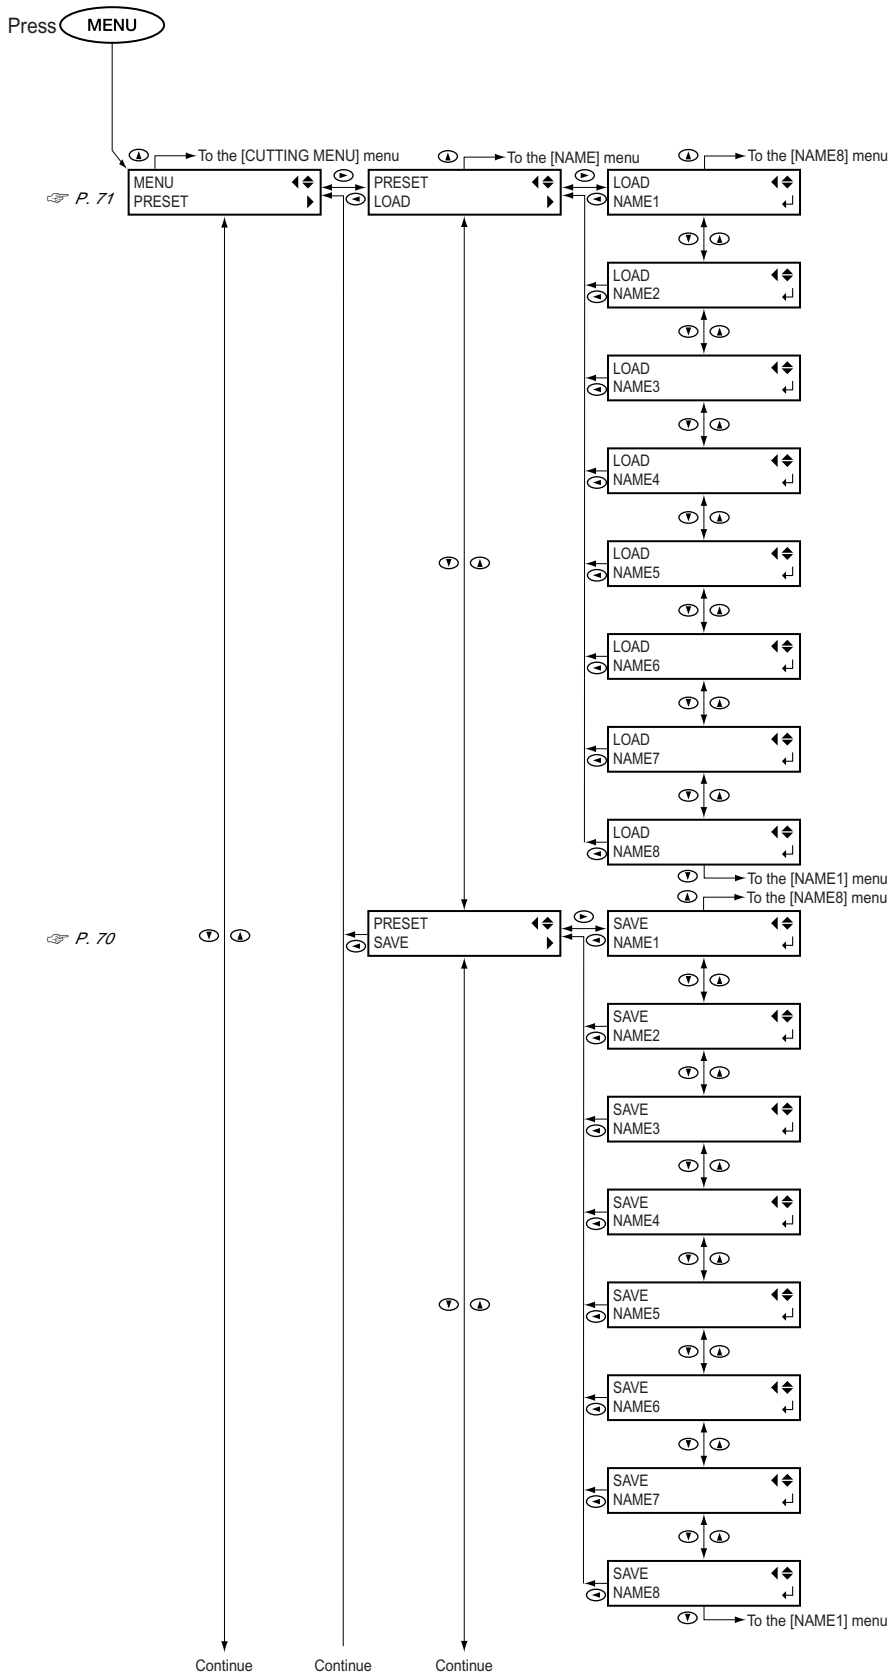 Press MENU
To the [CUTTING MENU] menu
To the [NAME] menu
To the [NAME8] menu
P. 71
MENU
PRESET
PRESET
LOAD
LOAD
NAME1
LOAD
NAME2
LOAD
NAME3
LOAD
NAME4
LOAD
NAME5
LOAD
NAME6
LOAD
NAME7
LOAD
NAME8
To the [NAME1] menu
To the [NAME8] menu
P. 70
PRESET
SAVE
SAVE
NAME1
SAVE
NAME2
SAVE
NAME3
SAVE
NAME4
SAVE
NAME5
SAVE
NAME6
SAVE
NAME7
SAVE
NAME8
To the [NAME1] menu
Continue
Continue
Continue